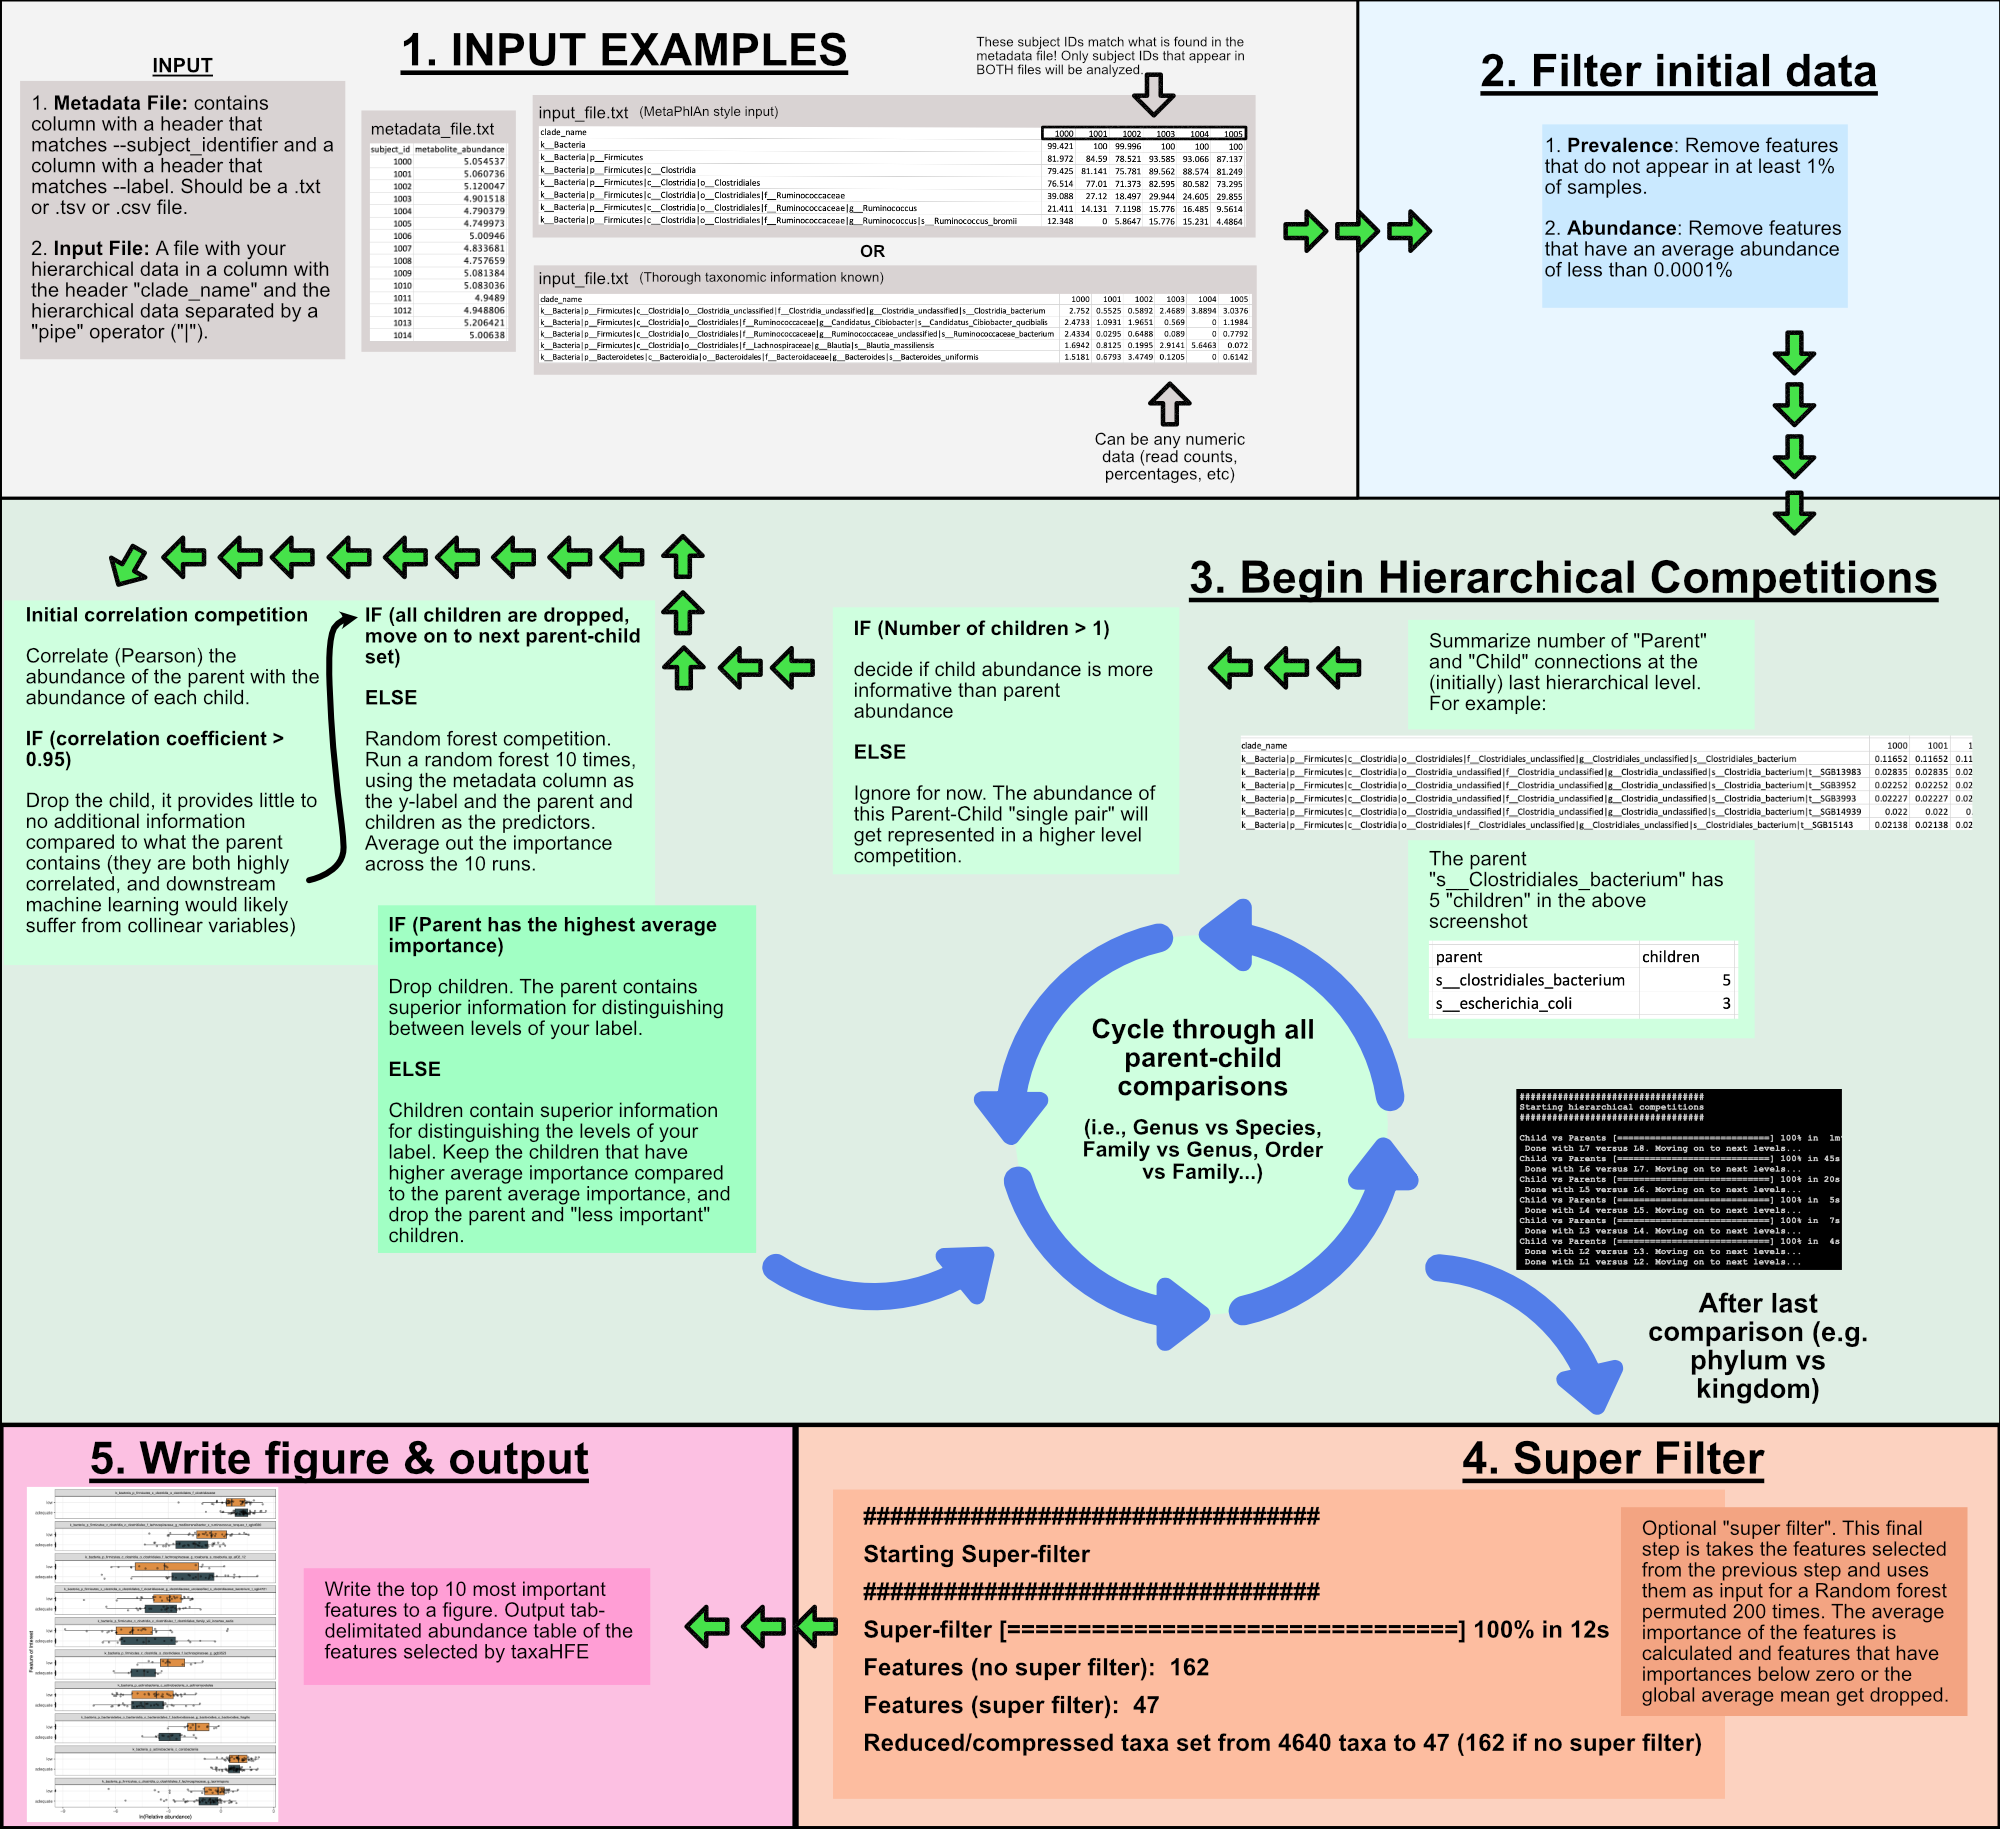 1. INPUT EXAMPLES
INPUT
1. Metadata File: contains
column with a header that
matches --subject_identifier and a
column with a header that
matches --label. Should be a .txt
or .tsv or .csv file.
2. Input File: A file with your
hierarchical data in a column with
the header "clade_name" and the
hierarchical data separated by a
"pipe" operator ("|").
metadata_file.txt
subject_id metabolite_abundance
1000 5.054537
1001 5.060736
1002 5.120047
1003 4.901518
1004 4.790379
1005 4.749973
1006 5.00946
1007 4.833681
1008 4.757659
1009 5.081384
1010 5.083036
1011 4.9489
1012 4.948806
1013 5.206421
1014 5.00638
These subject IDs match what is found in the
metadata file! Only subject IDs that appear in
BOTH files will be analyzed.
input_file.txt (MetaPhlAn style input)
clade_name 1000 1001 1002 1003 1004 1005
k__Bacteria 99.421 100 99.996 100 100 100
k__Bacteria|p__Firmicutes 81.972 84.59 78.521 93.585 93.066 87.137
k__Bacteria|p__Firmicutes|c__Clostridia 79.425 81.141 75.781 89.562 88.574 81.249
k__Bacteria|p__Firmicutes|c__Clostridia|o__Clostridiales 76.514 77.01 71.373 82.595 80.582 73.295
k__Bacteria|p__Firmicutes|c__Clostridia|o__Clostridiales|f__Ruminococcaceae 39.088 27.12 18.497 29.944 24.605 29.855
k__Bacteria|p__Firmicutes|c__Clostridia|o__Clostridiales|f__Ruminococcaceae|g__Ruminococcus 21.411 14.131 7.1198 15.776 16.485 9.5614
k__Bacteria|p__Firmicutes|c__Clostridia|o__Clostridiales|f__Ruminococcaceae|g__Ruminococcus|s__Ruminococcus_bromii 12.348 0 5.8647 15.776 15.231 4.4864
OR
input_file.txt (Thorough taxonomic information known)
clade_name 1000 1001 1002 1003 1004 1005
k__Bacteria|p__Firmicutes|c__Clostridia|o__Clostridia_unclassified|f__Clostridia_unclassified|g__Clostridia_unclassified|s__Clostridia_bacterium 2.752 0.5525 0.5892 2.4689 3.8894 3.0376
k__Bacteria|p__Firmicutes|c__Clostridia|o__Clostridiales|f__Ruminococcaceae|g__Candidatus_Cibiobacter|s__Candidatus_Cibiobacter_qucibialis 2.4733 1.0931 1.9651 0.569 0 1.1984
k__Bacteria|p__Firmicutes|c__Clostridia|o__Clostridiales|f__Ruminococcaceae|g__Ruminococcaceae_unclassified|s__Ruminococcaceae_bacterium 2.4334 0.0295 0.6488 0.089 0 0.7792
k__Bacteria|p__Firmicutes|c__Clostridia|o__Clostridiales|f__Lachnospiraceae|g__Blautia|s__Blautia_massiliensis 1.6942 0.8125 0.1995 2.9141 5.6463 0.072
k__Bacteria|p__Bacteroidetes|c__Bacteroidia|o__Bacteroidales|f__Bacteroidaceae|g__Bacteroides|s__Bacteroides_uniformis 1.5181 0.6793 3.4749 0.1205 0 0.6142
Can be any numeric
data (read counts,
percentages, etc)
2. Filter initial data
1. Prevalence: Remove features
that do not appear in at least 1%
of samples.
2. Abundance: Remove features
that have an average abundance
of less than 0.0001%
3. Begin Hierarchical Competitions
Summarize number of "Parent"
and "Child" connections at the
(initially) last hierarchical level.
For example:
clade_name 1000 1001 1
k__Bacteria|p__Firmicutes|c__Clostridia|o__Clostridiales|f__Clostridiales_unclassified|g__Clostridiales_unclassified|s__Clostridiales_bacterium 0.11652 0.11652 0.11
k__Bacteria|p__Firmicutes|c__Clostridia|o__Clostridia_unclassified|f__Clostridia_unclassified|g__Clostridia_unclassified|s__Clostridia_bacterium|t__SGB13983 0.02835 0.02835 0.02
k__Bacteria|p__Firmicutes|c__Clostridia|o__Clostridia_unclassified|f__Clostridia_unclassified|g__Clostridia_unclassified|s__Clostridia_bacterium|t__SGB3952 0.02252 0.02252 0.02
k__Bacteria|p__Firmicutes|c__Clostridia|o__Clostridia_unclassified|f__Clostridia_unclassified|g__Clostridia_unclassified|s__Clostridia_bacterium|t__SGB3993 0.02227 0.02227 0.02
k__Bacteria|p__Firmicutes|c__Clostridia|o__Clostridia_unclassified|f__Clostridia_unclassified|g__Clostridia_unclassified|s__Clostridia_bacterium|t__SGB14939 0.022 0.022 0.
k__Bacteria|p__Firmicutes|c__Clostridia|o__Clostridiales|f__Clostridiales_unclassified|g__Clostridiales_unclassified|s__Clostridiales_bacterium|t__SGB15143 0.02138 0.02138 0.02
The parent
"s__Clostridiales_bacterium" has
5 "children" in the above
screenshot
parent children
s__clostridiales_bacterium 5
s__escherichia_coli 3
IF (Number of children > 1)
decide if child abundance is more
informative than parent
abundance
ELSE
Ignore for now. The abundance of
this Parent-Child "single pair" will
get represented in a higher level
competition.
Initial correlation competition
Correlate (Pearson) the
abundance of the parent with the
abundance of each child.
IF (correlation coefficient >
0.95)
Drop the child, it provides little to
no additional information
compared to what the parent
contains (they are both highly
correlated, and downstream
machine learning would likely
suffer from collinear variables)
IF (all children are dropped,
move on to next parent-child
set)
ELSE
Random forest competition.
Run a random forest 10 times,
using the metadata column as
the y-label and the parent and
children as the predictors.
Average out the importance
across the 10 runs.
IF (Parent has the highest average
importance)
Drop children. The parent contains
superior information for distinguishing
between levels of your label.
ELSE
Children contain superior information
for distinguishing the levels of your
label. Keep the children that have
higher average importance compared
to the parent average importance, and
drop the parent and "less important"
children.
Cycle through all
parent-child
comparisons
(i.e., Genus vs Species,
Family vs Genus, Order
vs Family...)
################################
Starting hierarchical competitions
################################
Child vs Parents [============================] 100% in 1m
Done with L7 versus L8. Moving on to next levels...
Child vs Parents [============================] 100% in 45s
Done with L6 versus L7. Moving on to next levels...
Child vs Parents [============================] 100% in 20s
Done with L5 versus L6. Moving on to next levels...
Child vs Parents [============================] 100% in 5s
Done with L4 versus L5. Moving on to next levels...
Child vs Parents [============================] 100% in 7s
Done with L3 versus L4. Moving on to next levels...
Child vs Parents [============================] 100% in 4s
Done with L2 versus L3. Moving on to next levels...
Done with L1 versus L2. Moving on to next levels...
After last
comparison (e.g.
phylum vs
kingdom)
4. Super Filter
##################################
Starting Super-filter
##################################
Super-filter [================================] 100% in 12s
Features (no super filter): 162
Features (super filter): 47
Reduced/compressed taxa set from 4640 taxa to 47 (162 if no super filter)
Optional "super filter". This final
step is takes the features selected
from the previous step and uses
them as input for a Random forest
permuted 200 times. The average
importance of the features is
calculated and features that have
importances below zero or the
global average mean get dropped.
5. Write figure & output
Write the top 10 most important
features to a figure. Output tab-
delimitated abundance table of the
features selected by taxaHFE
Feature of Interest
low
adequate
low
adequate
low
adequate
low
adequate
low
adequate
low
adequate
low
adequate
low
adequate
low
adequate
low
adequate
ln(Relative abundance)